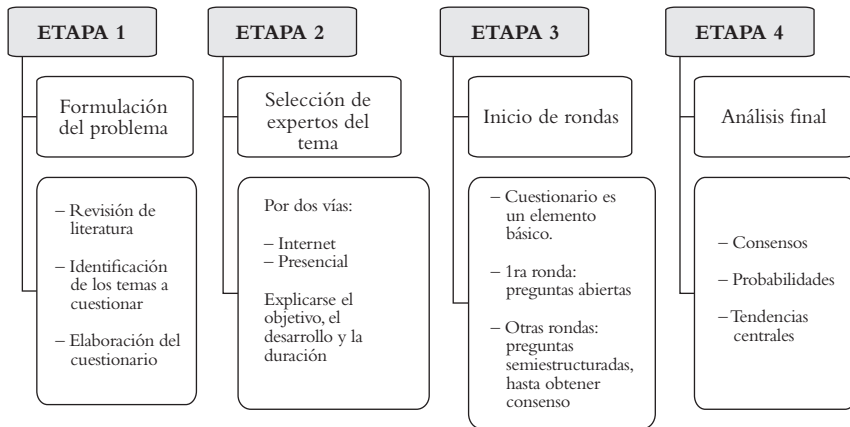 ETAPA 1
Formulación
del problema
– Revisión de
literatura
– Identificación
de los temas a
cuestionar
– Elaboración del
cuestionario
ETAPA 2
Selección de
expertos del
tema
Por dos vías:
– Internet
– Presencial
Explicarse el
objetivo, el
desarrollo y la
duración
ETAPA 3
Inicio de rondas
– Cuestionario es
un elemento
básico.
– 1ra ronda:
preguntas abiertas
– Otras rondas:
preguntas
semiestructuradas,
hasta obtener
consenso
ETAPA 4
Análisis final
– Consensos
– Probabilidades
– Tendencias
centrales